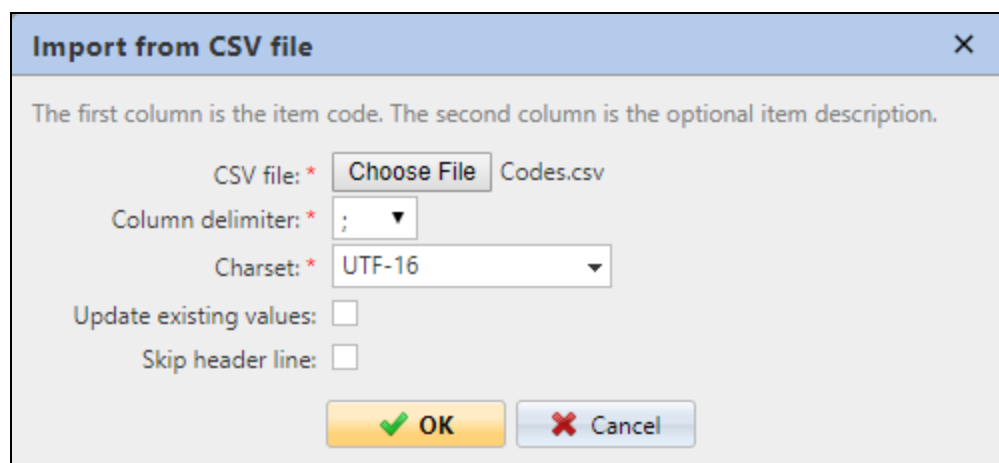 Import from CSV file
The first column is the item code. The second column is the optional item description.
CSV file: * Choose File Codes.csv
Column delimiter: * ;
Charset: * UTF-16
Update existing values:
Skip header line:
OK Cancel